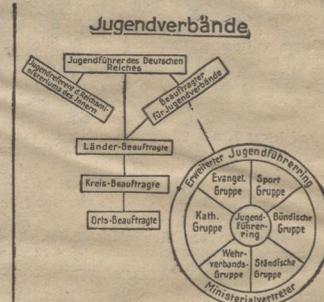 Jugendverbände
Jugendführer des Deutschen
Reiches
Jugendreferent d. Reichsmi-
nisteriums des Innern
Beauftragter
für Jugendverbände
Länder-Beauftragte
Kreis-Beauftragte
Orts-Beauftragte
Erweiterter Jugendführerring
Evangel.
Gruppe
Sport
Gruppe
Kath.
Gruppe
Jugend-
führer-
ring
Bündische
Gruppe
Wehr-
verbands-
Gruppe
Ständische
Gruppe
Ministerialvertreter